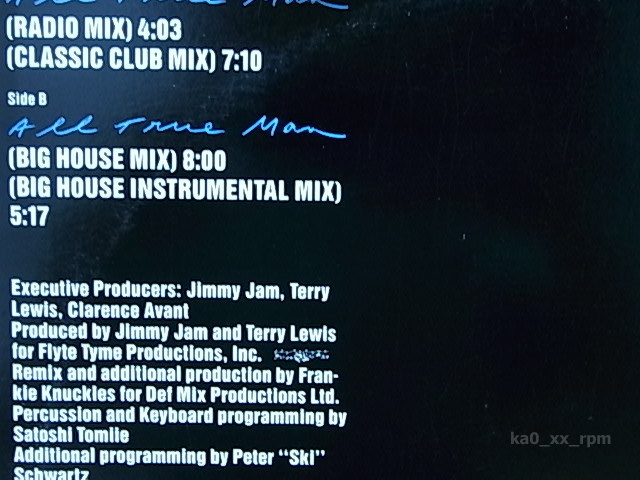 All True Man
(RADIO MIX) 4:03
(CLASSIC CLUB MIX) 7:10
Side B
All True Man
(BIG HOUSE MIX) 8:00
(BIG HOUSE INSTRUMENTAL MIX)
5:17
Executive Producers: Jimmy Jam, Terry
Lewis, Clarence Avant
Produced by Jimmy Jam and Terry Lewis
for Flyte Tyme Productions, Inc.
Remix and additional production by Fran-
kie Knuckles for Def Mix Productions Ltd.
Percussion and Keyboard programming by
Satoshi Tomiie
Additional programming by Peter "Ski"
Schwartz
ka0_xx_rpm